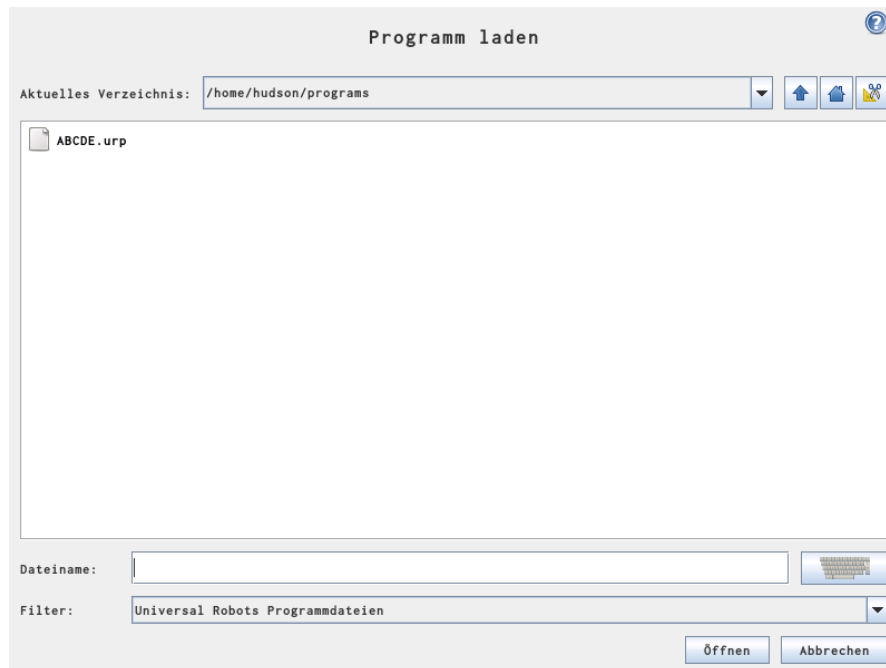 Programm laden
Aktuelles Verzeichnis: /home/hudson/programs
ABCDE.urp
Dateiname:
Filter: Universal Robots Programmdateien
Öffnen Abbrechen